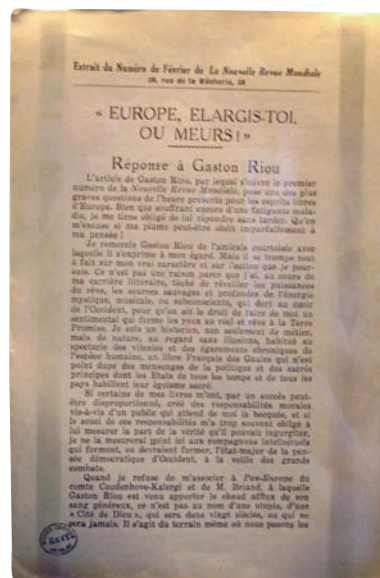 Extrait du Numéro de Février de La Nouvelle Revue Mondiale
38, rue de la Bûcherie, 38
« EUROPE, ELARGIS-TOI,
OU MEURS ! »
Réponse à Gaston Riou
L'article de Gaston Riou, par lequel s'ouvre le premier
numéro de la Nouvelle Revue Mondiale, pose une des plus
graves questions de l'heure présente pour les esprits libres
d'Europe. Bien que souffrant encore d'une fatigante mala-
die, je me tiens obligé de lui répondre sans tarder. Qu'on
m'excuse si ma plume peut-être obéit imparfaitement à
ma pensée !
Je remercie Gaston Riou de l'amicale courtoisie avec
laquelle il s'exprime à mon égard. Mais il se trompe tout
à fait sur mon vrai caractère et sur l'action que je pour-
suis. Ce n'est pas une raison parce que j'ai, au cours de
ma carrière littéraire, tâché de réveiller les puissances
du rêve, les sources sauvages et profondes de l'énergie
mystique, musicale, ou subconsciente, qui dort au cœur
de l'Occident, pour qu'on ait le droit de faire de moi un
sentimental qui ferme les yeux au réel et rêve à la Terre
Promise. Je suis un historien, non seulement de métier,
mais de nature, au regard sans illusions, habitué au
spectacle des vilenies et des égarements chroniques de
l'espèce humaine, un libre Français des Gaules qui n'est
point dupe des mensonges de la politique et des sacrés
principes dont les Etats de tous les temps et de tous les
pays habillent leur égoïsme sacré.
Si certains de mes livres m'ont, par un succès peut-
être disproportionné, créé des responsabilités morales
vis-à-vis d'un public qui attend de moi la becquée, et si
le souci de ces responsabilités m'a trop souvent obligé à
lui mesurer la part de la vérité qu'il pouvait ingurgiter,
je ne la mesurerai point ici aux compagnons intellectuels
qui forment, ou devraient former, l'état-major de la pen-
sée démocratique d'Occident, à la veille des grands
combats.
Quand je refuse de m'associer à Pan-Europe du
comte Coudenhove-Kalergi et de M. Briand, à laquelle
Gaston Riou est venu apporter le chaud afflux de son
sang généreux, ce n'est pas au nom d'une utopie, d'une
« Cité de Dieu », qui sera dans vingt siècles, ou qui ne
sera jamais. Il s'agit du terrain même où nous posons les